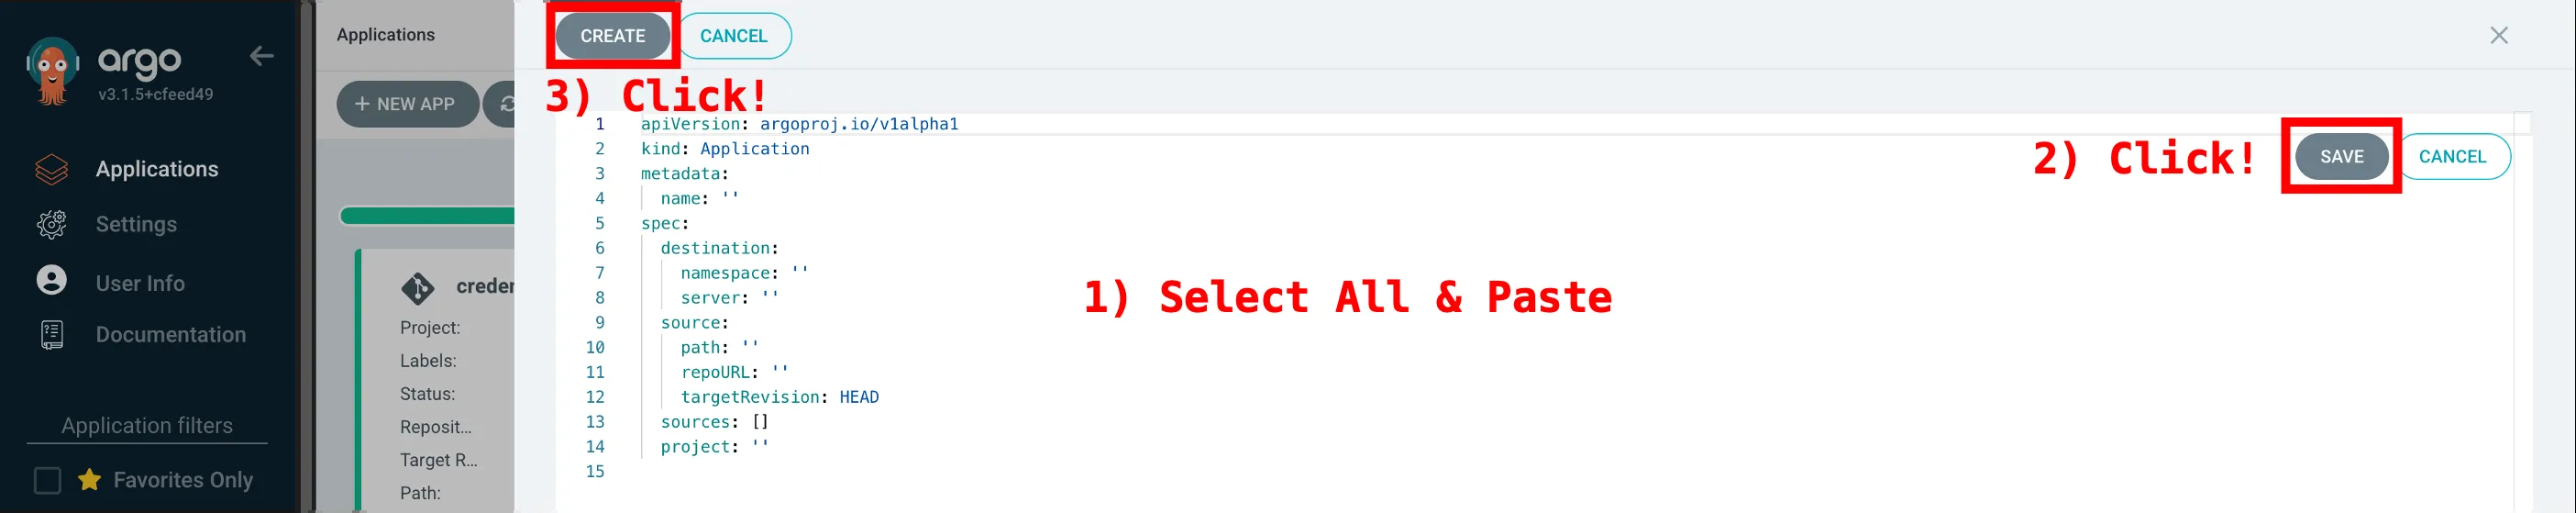 argo
v3.1.5+cfeed49
Applications
Settings
User Info
Documentation
Application filters
Favorites Only
Applications
+ NEW APP
Project:
Labels:
Status:
Reposit...
Target R...
Path:
CREATE
CANCEL
3) Click!
1 apiVersion: argoproj.io/v1alpha1
2 kind: Application
3 metadata:
4 name: ''
5 spec:
6 destination:
7 namespace: ''
8 server: ''
9 source:
10 path: ''
11 repoURL: ''
12 targetRevision: HEAD
13 sources: []
14 project: ''
15
1) Select All & Paste
2) Click!
SAVE
CANCEL